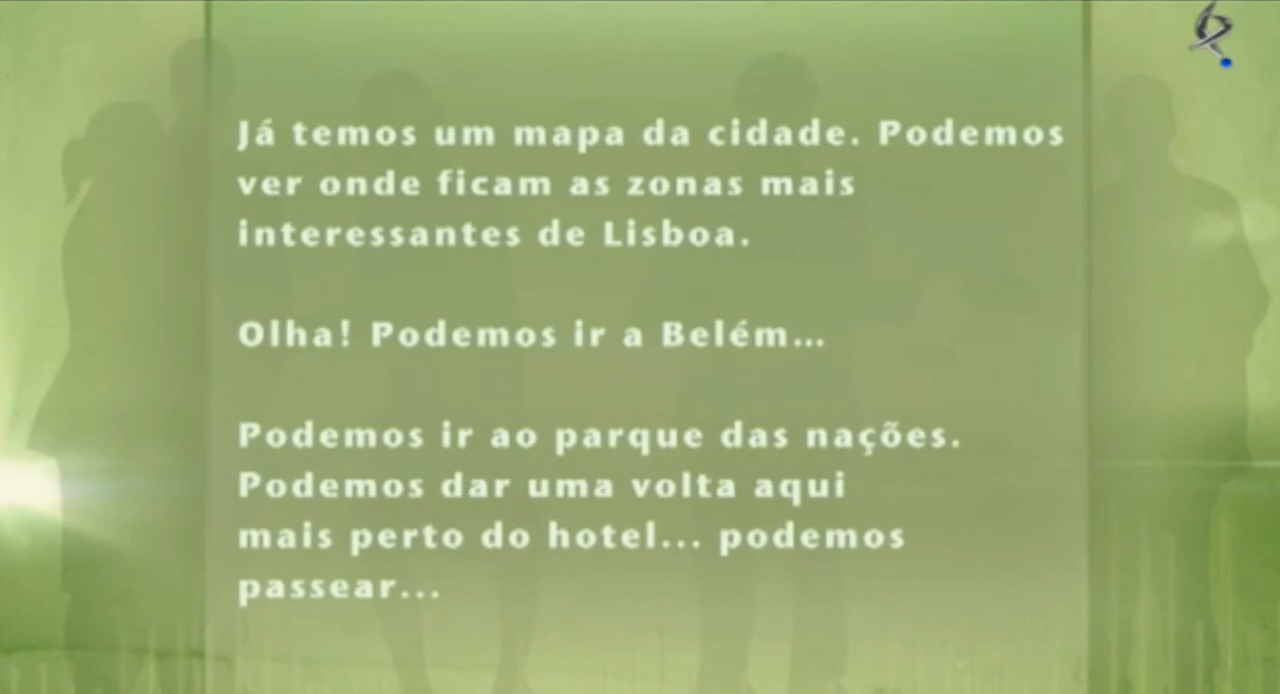 Já temos um mapa da cidade. Podemos
ver onde ficam as zonas mais
interessantes de Lisboa.
Olha! Podemos ir a Belém...
Podemos ir ao parque das nações.
Podemos dar uma volta aqui
mais perto do hotel... podemos
passear...